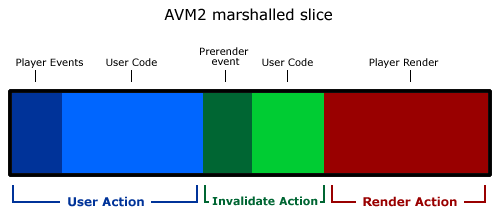 AVM2 marshalled slice
Player Events
User Code
Prerender
event
User Code
Player Render
User Action
Invalidate Action
Render Action